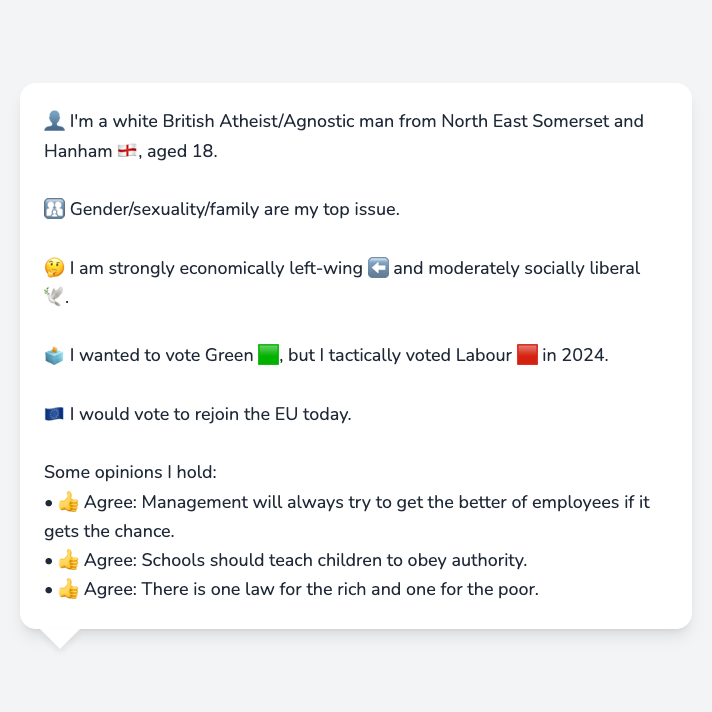 👤 I'm a white British Atheist/Agnostic man from North East Somerset and
Hanham 🏴󠁧󠁢󠁥󠁮󠁧󠁿, aged 18.
🚻 Gender/sexuality/family are my top issue.
🤔 I am strongly economically left-wing ⬅️ and moderately socially liberal
🕊️.
🗳️ I wanted to vote Green 🟩, but I tactically voted Labour 🟥 in 2024.
🇪🇺 I would vote to rejoin the EU today.
Some opinions I hold:
• 👍 Agree: Management will always try to get the better of employees if it
gets the chance.
• 👍 Agree: Schools should teach children to obey authority.
• 👍 Agree: There is one law for the rich and one for the poor.